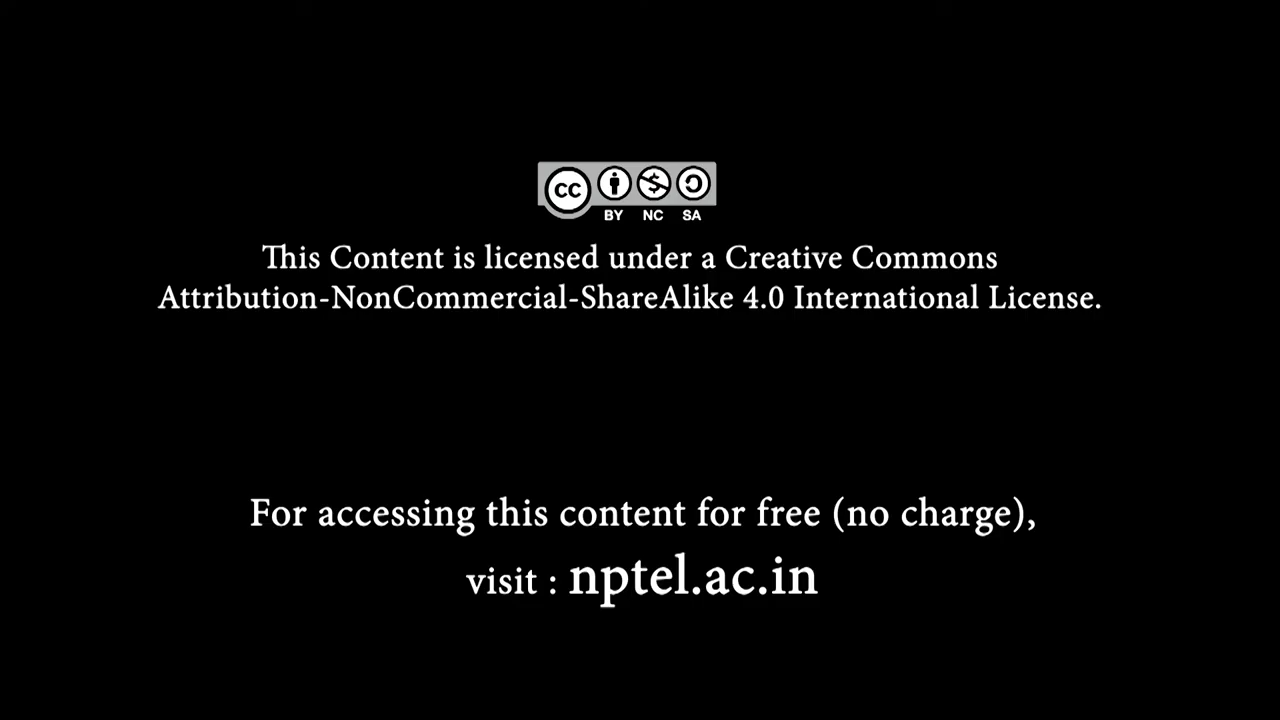 cc
BY NC SA
This Content is licensed under a Creative Commons
Attribution-NonCommercial-ShareAlike 4.0 International License.
For accessing this content for free (no charge),
visit : nptel.ac.in